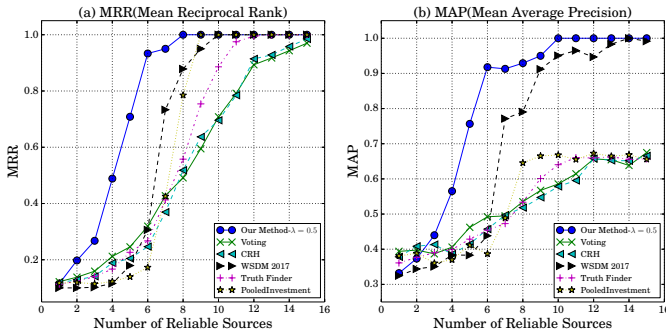 (a) MRR(Mean Reciprocal Rank)
1.0
0.8
0.6
0.4
0.2
MRR
0 2 4 6 8 10 12 14 16
Number of Reliable Sources
Our Method-λ = 0.5
Voting
CRH
WSDM 2017
Truth Finder
PooledInvestment
(b) MAP(Mean Average Precision)
1.0
0.9
0.8
0.7
0.6
0.5
0.4
0.3
MAP
0 2 4 6 8 10 12 14 16
Number of Reliable Sources
Our Method-λ = 0.5
Voting
CRH
WSDM 2017
Truth Finder
PooledInvestment